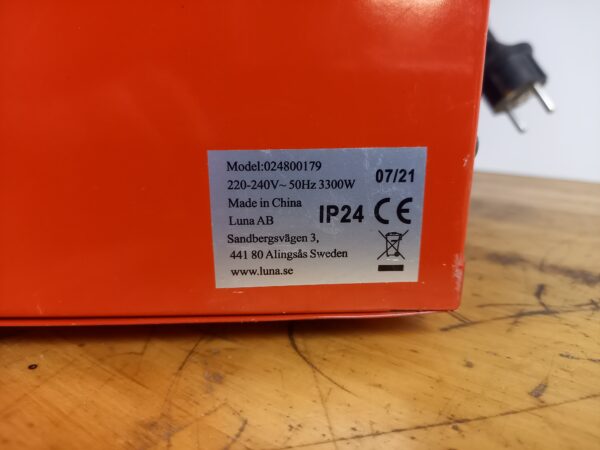 Model:024800179
220-240V~ 50Hz 3300W
07/21
Made in China
Luna AB
IP24 CE
Sandbergsvägen 3,
441 80 Alingsås Sweden
www.luna.se